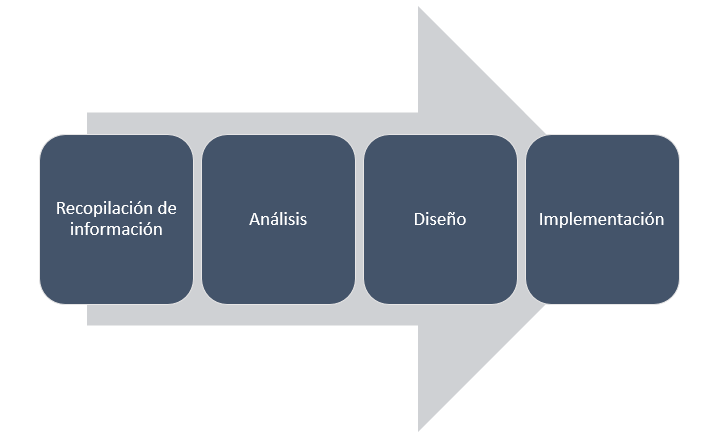 Recopilación de
información
Análisis
Diseño
Implementación